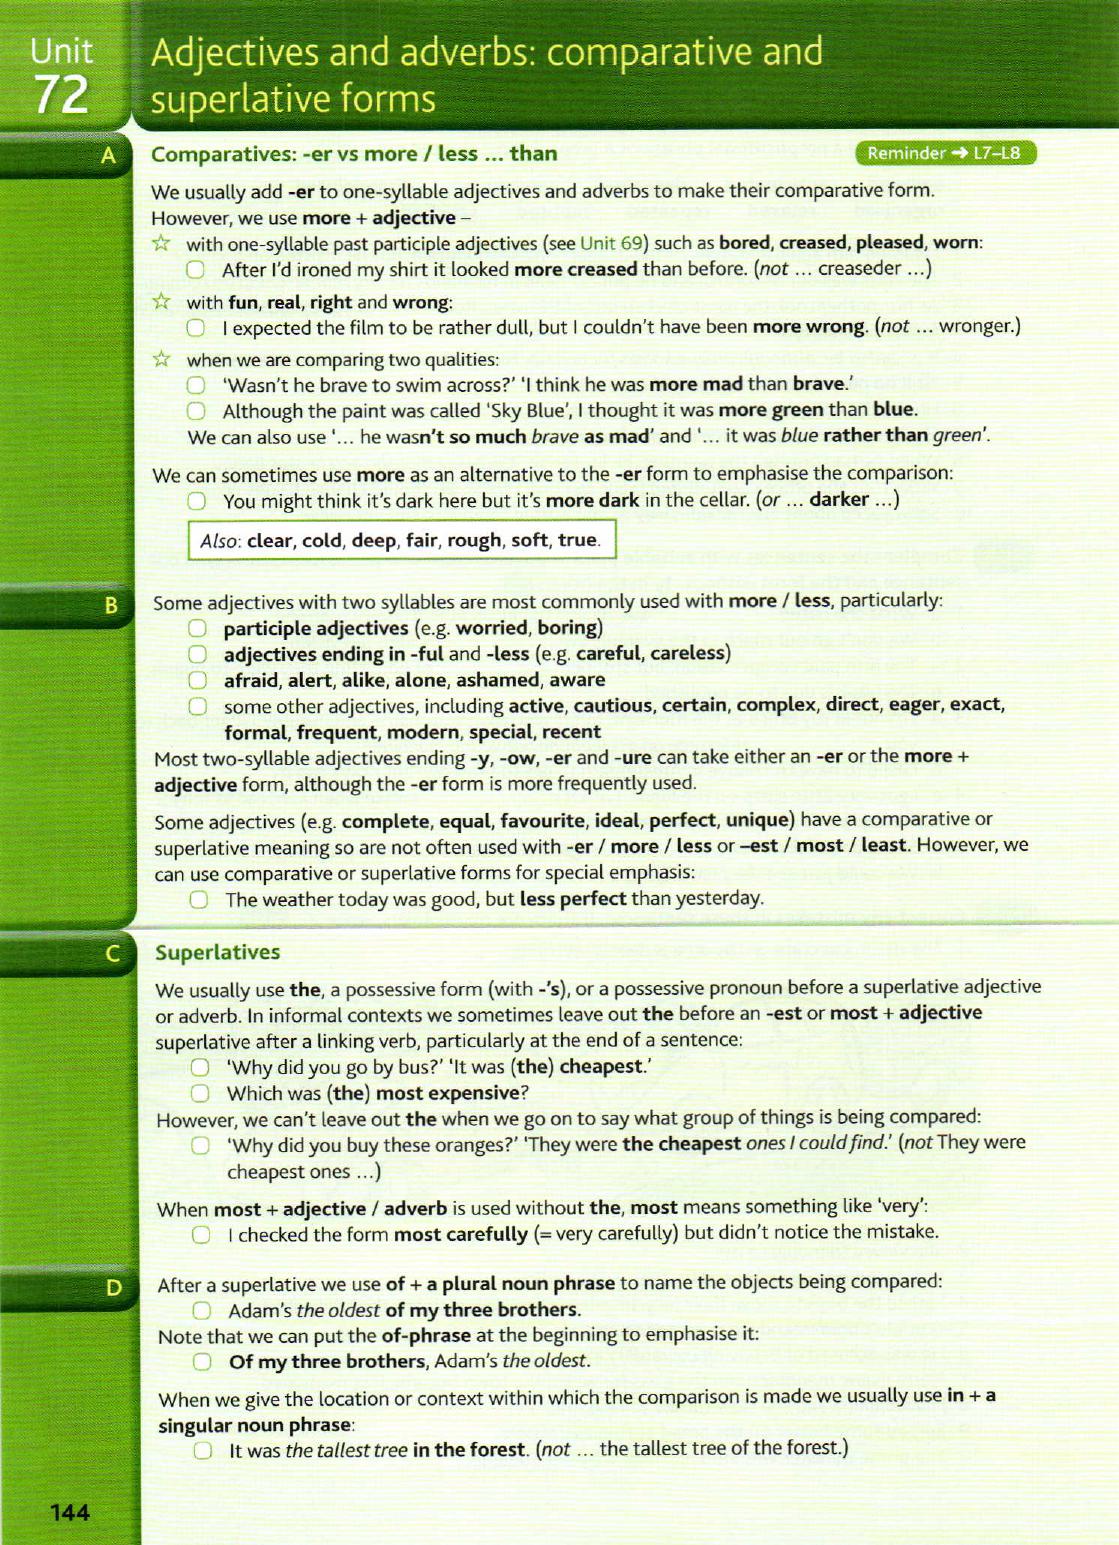 Unit
72
Adjectives and adverbs: comparative and
superlative forms
A
Comparatives: -er vs more / less ... than
Reminder → L7–L8
We usually add -er to one-syllable adjectives and adverbs to make their comparative form.
However, we use more + adjective –
☆ with one-syllable past participle adjectives (see Unit 69) such as bored, creased, pleased, worn:
After I'd ironed my shirt it looked more creased than before. (not ... creaseder ...)
☆ with fun, real, right and wrong:
I expected the film to be rather dull, but I couldn't have been more wrong. (not ... wronger.)
☆ when we are comparing two qualities:
'Wasn't he brave to swim across?' 'I think he was more mad than brave.'
Although the paint was called 'Sky Blue', I thought it was more green than blue.
We can also use '... he wasn't so much brave as mad' and '... it was blue rather than green'.
We can sometimes use more as an alternative to the -er form to emphasise the comparison:
You might think it's dark here but it's more dark in the cellar. (or ... darker ...)
Also: clear, cold, deep, fair, rough, soft, true.
B
Some adjectives with two syllables are most commonly used with more / less, particularly:
participle adjectives (e.g. worried, boring)
adjectives ending in -ful and -less (e.g. careful, careless)
afraid, alert, alike, alone, ashamed, aware
some other adjectives, including active, cautious, certain, complex, direct, eager, exact,
formal, frequent, modern, special, recent
Most two-syllable adjectives ending -y, -ow, -er and -ure can take either an -er or the more +
adjective form, although the -er form is more frequently used.
Some adjectives (e.g. complete, equal, favourite, ideal, perfect, unique) have a comparative or
superlative meaning so are not often used with -er / more / less or –est / most / least. However, we
can use comparative or superlative forms for special emphasis:
The weather today was good, but less perfect than yesterday.
C
Superlatives
We usually use the, a possessive form (with -'s), or a possessive pronoun before a superlative adjective
or adverb. In informal contexts we sometimes leave out the before an -est or most + adjective
superlative after a linking verb, particularly at the end of a sentence:
'Why did you go by bus?' 'It was (the) cheapest.'
Which was (the) most expensive?
However, we can't leave out the when we go on to say what group of things is being compared:
'Why did you buy these oranges?' 'They were the cheapest ones I could find.' (not They were
cheapest ones ...)
When most + adjective / adverb is used without the, most means something like 'very':
I checked the form most carefully (= very carefully) but didn't notice the mistake.
D
After a superlative we use of + a plural noun phrase to name the objects being compared:
Adam's the oldest of my three brothers.
Note that we can put the of-phrase at the beginning to emphasise it:
Of my three brothers, Adam's the oldest.
When we give the location or context within which the comparison is made we usually use in + a
singular noun phrase:
It was the tallest tree in the forest. (not ... the tallest tree of the forest.)
144